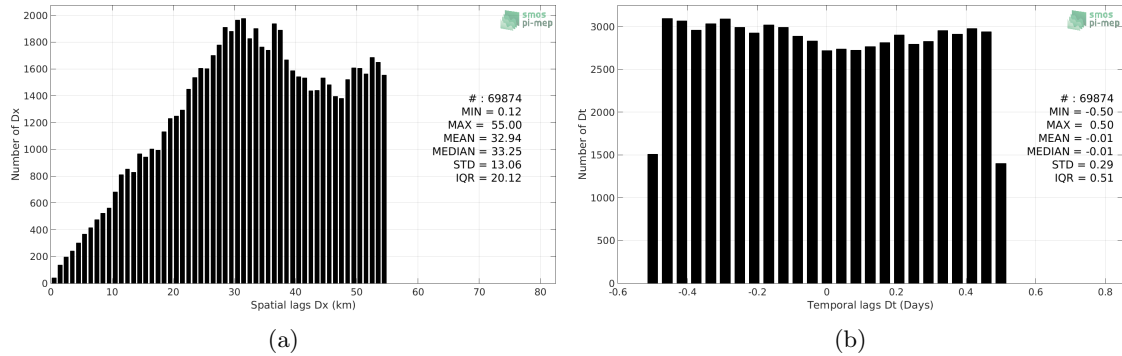 2000
1800
1600
1400
1200
1000
800
600
400
200
0
Number of Dx
0 10 20 30 40 50 60 70 80
Spatial lags Dx (km)
smos
pi-mep
# : 69874
MIN = 0.12
MAX = 55.00
MEAN = 32.94
MEDIAN = 33.25
STD = 13.06
IQR = 20.12
(a)
3000
2500
2000
1500
1000
500
0
Number of Dt
-0.6 -0.4 -0.2 0 0.2 0.4 0.6 0.8
Temporal lags Dt (Days)
smos
pi-mep
# : 69874
MIN = -0.50
MAX = 0.50
MEAN = -0.01
MEDIAN = -0.01
STD = 0.29
IQR = 0.51
(b)